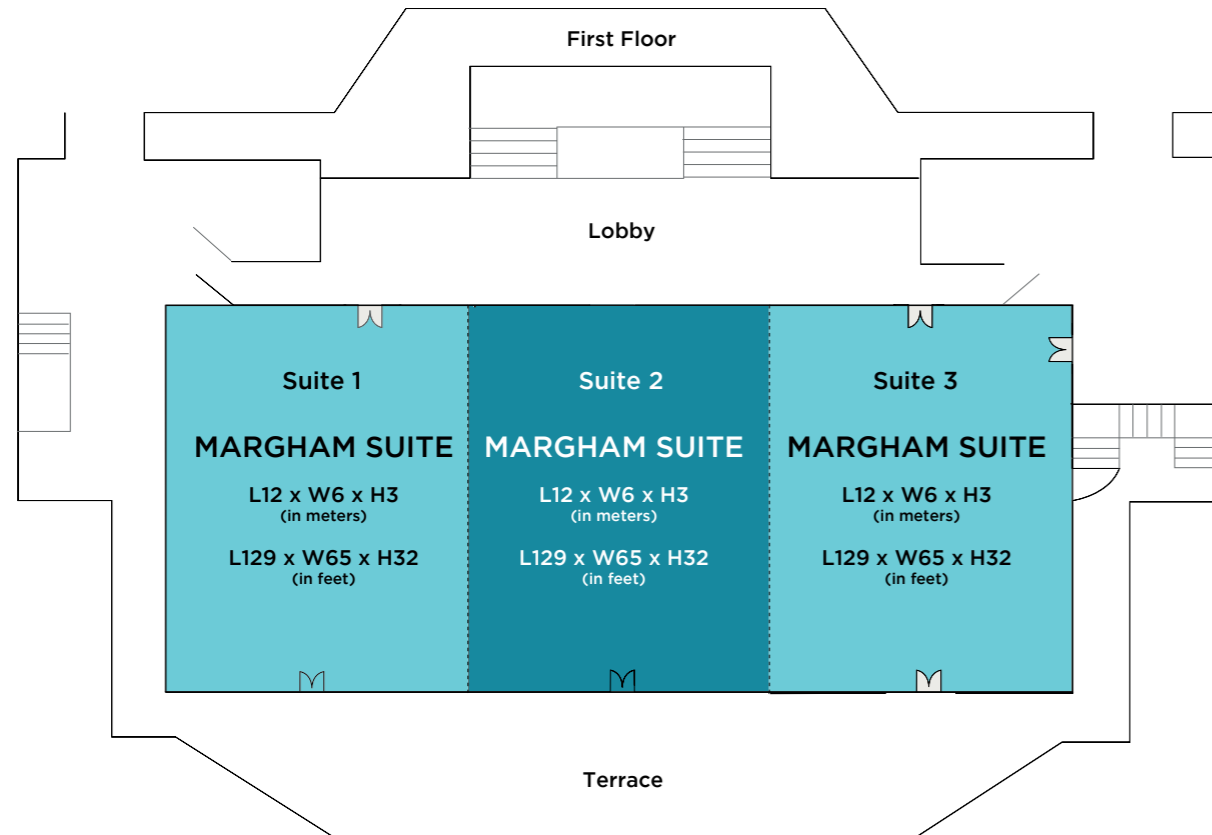 First Floor
Lobby
Suite 1
MARGHAM SUITE
L12 x W6 x H3
(in meters)
L129 x W65 x H32
(in feet)
Suite 2
MARGHAM SUITE
L12 x W6 x H3
(in meters)
L129 x W65 x H32
(in feet)
Suite 3
MARGHAM SUITE
L12 x W6 x H3
(in meters)
L129 x W65 x H32
(in feet)
Terrace